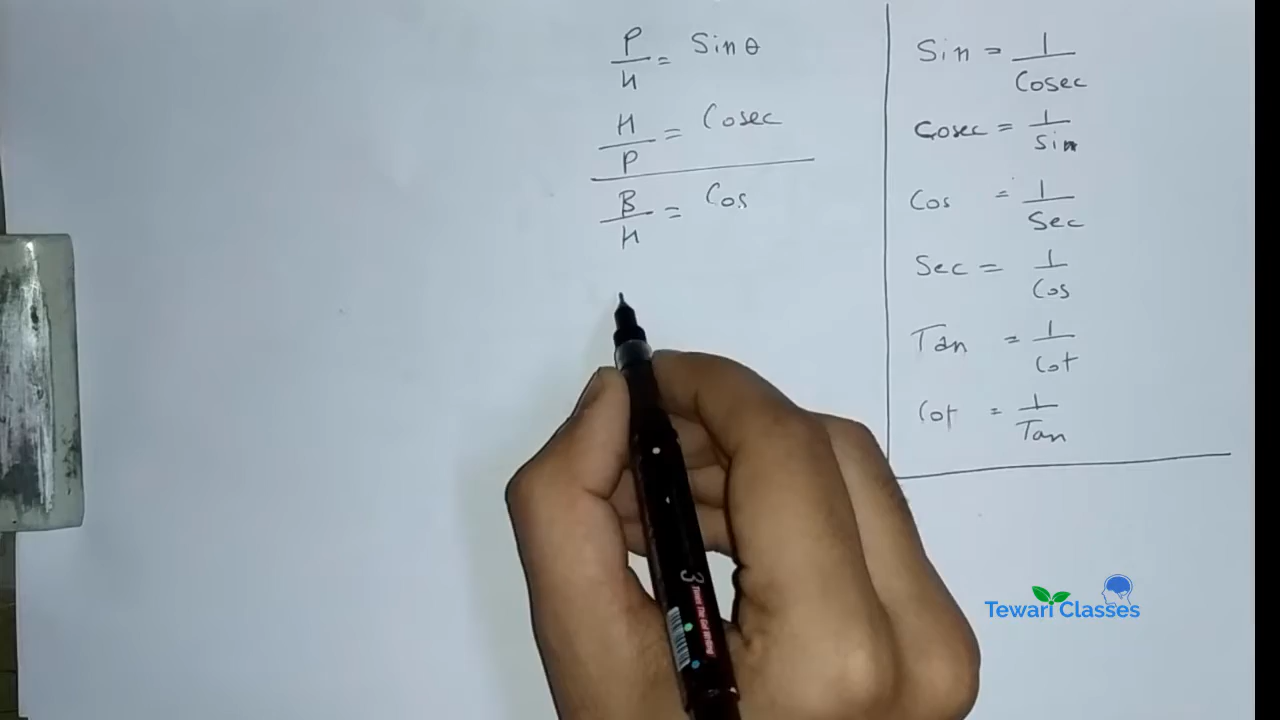 P/H = Sinθ
H/P = Cosec
B/H = Cos
Sin = 1/Cosec
Cosec = 1/Sin
Cos = 1/Sec
Sec = 1/Cos
Tan = 1/Cot
Cot = 1/Tan
Tewari Classes